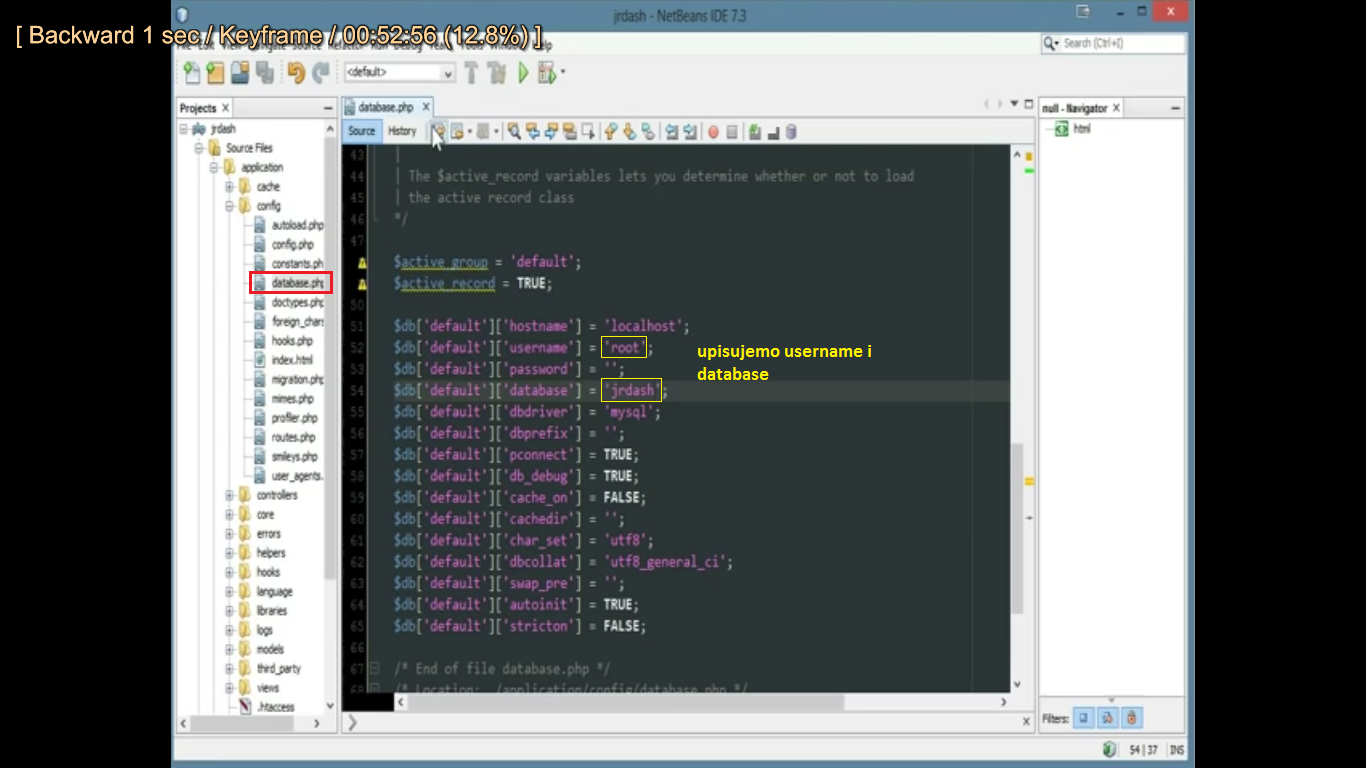 jrdash - NetBeans IDE 7.3
[ Backward 1 sec / Keyframe / 00:52:56 (12.8%) ]
Search (Ctrl+I)
<default>
Projects X
jrdash
Source Files
application
cache
config
autoload.php
config.php
constants.ph
database.php
doctypes.php
foreign_chars
hooks.php
index.html
migration.php
mimes.php
profiler.php
routes.php
smileys.php
user_agents.
controllers
core
errors
helpers
hooks
language
libraries
logs
models
third_party
views
.htaccess
database.php X
Source History
43 |
44 | The $active_record variables lets you determine whether or not to load
45 | the active record class
46 */
47
$active_group = 'default';
$active_record = TRUE;
50
51 $db['default']['hostname'] = 'localhost';
52 $db['default']['username'] = 'root';
53 $db['default']['password'] = '';
54 $db['default']['database'] = 'jrdash';
55 $db['default']['dbdriver'] = 'mysql';
56 $db['default']['dbprefix'] = '';
57 $db['default']['pconnect'] = TRUE;
58 $db['default']['db_debug'] = TRUE;
59 $db['default']['cache_on'] = FALSE;
60 $db['default']['cachedir'] = '';
61 $db['default']['char_set'] = 'utf8';
62 $db['default']['dbcollat'] = 'utf8_general_ci';
63 $db['default']['swap_pre'] = '';
64 $db['default']['autoinit'] = TRUE;
65 $db['default']['stricton'] = FALSE;
66
67 /* End of file database.php */
68 /* Location: ./application/config/database.php */
upisujemo username i
database
null - Navigator X
html
Filters:
54 | 37 INS